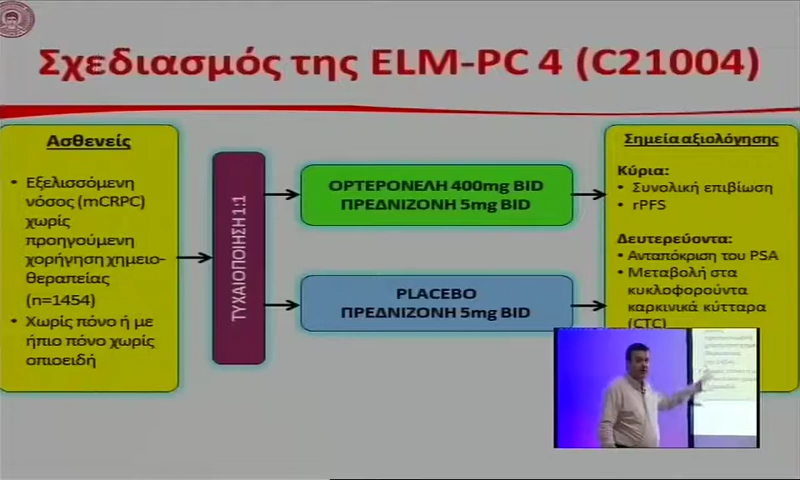 Σχεδιασμός της ELM-PC 4 (C21004)
Ασθενείς
• Εξελισσόμενη
νόσος (mCRPC)
χωρίς
προηγούμενη
χορήγηση χημειο-
θεραπείας
(n=1454)
• Χωρίς πόνο ή με
ήπιο πόνο χωρίς
οπιοειδή
ΤΥΧΑΙΟΠΟΙΗΣΗ 1:1
ΟΡΤΕΡΟΝΕΛΗ 400mg BID
ΠΡΕΔΝΙΖΟΝΗ 5mg BID
PLACEBO
ΠΡΕΔΝΙΖΟΝΗ 5mg BID
Σημεία αξιολόγησης
Κύρια:
• Συνολική επιβίωση
• rPFS
Δευτερεύοντα:
• Ανταπόκριση του PSA
• Μεταβολή στα
κυκλοφορούντα
καρκινικά κύτταρα
(CTC)